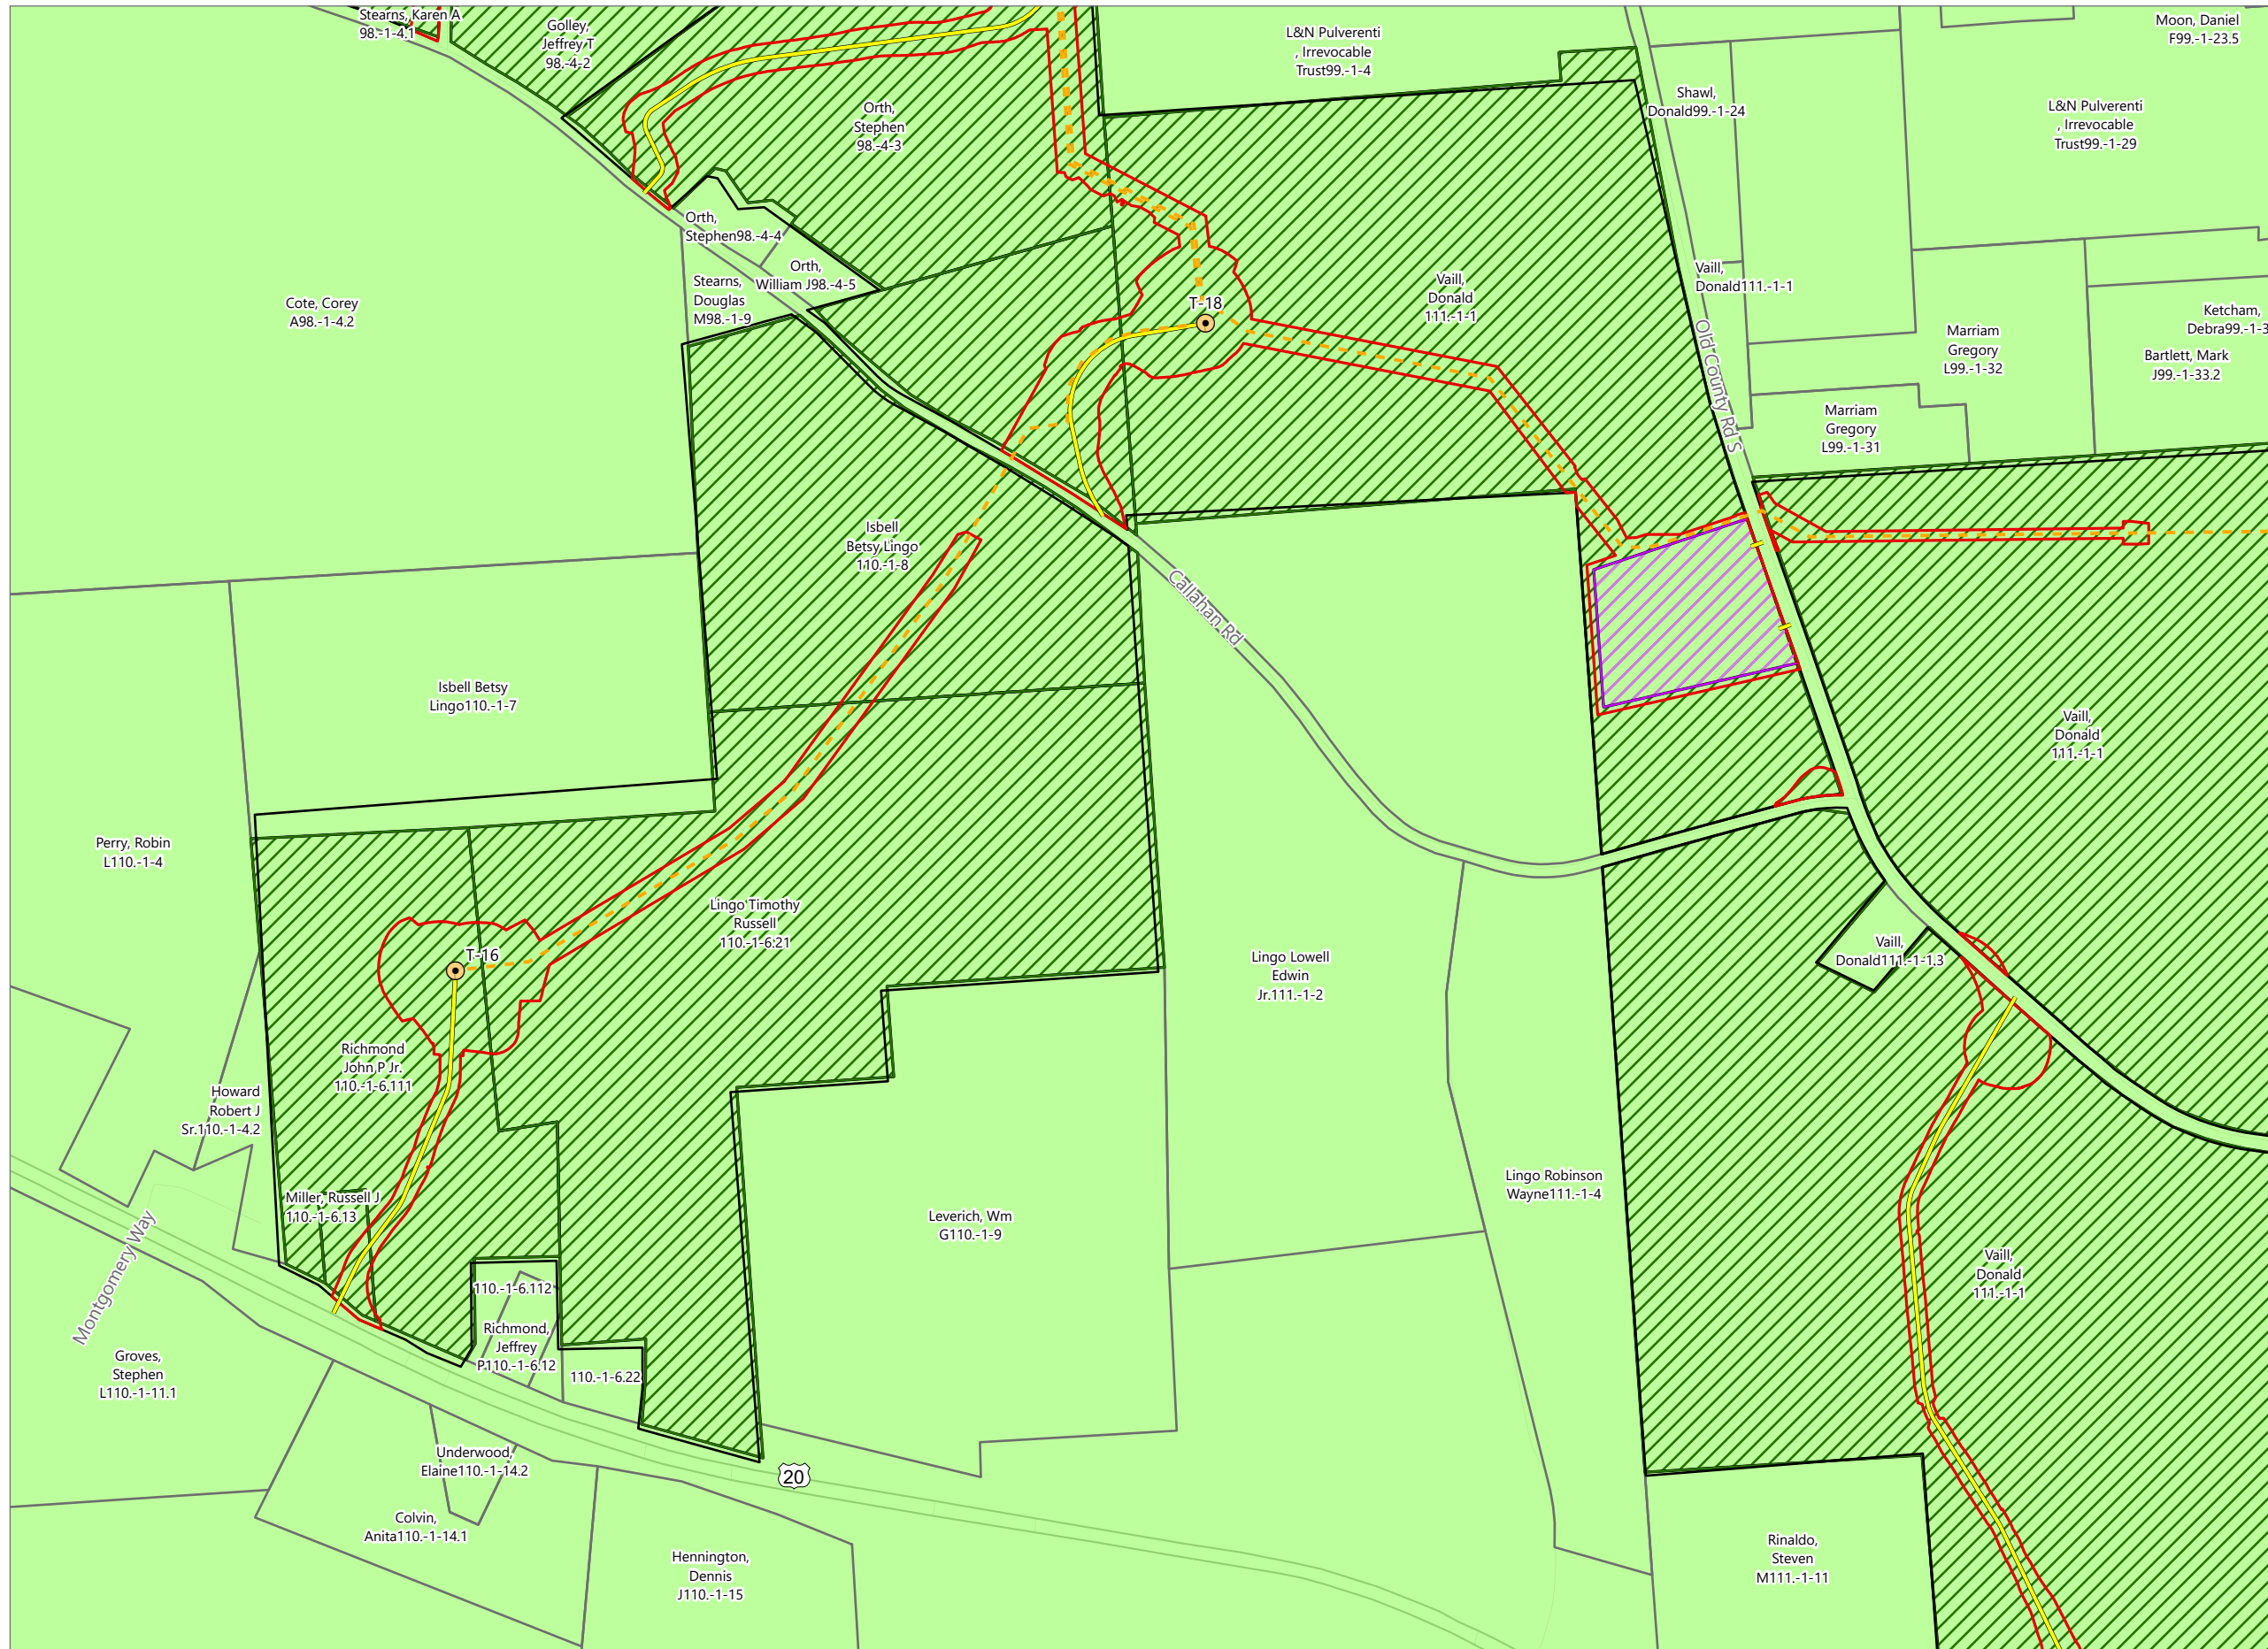 Stearns, Karen A
98.-1-4.1
Golley,
Jeffrey T
98.-4-2
L&N Pulverenti
, Irrevocable
Trust99.-1-4
Moon, Daniel
F99.-1-23.5
Shawl,
Donald99.-1-24
L&N Pulverenti
, Irrevocable
Trust99.-1-29
Orth,
Stephen
98.-4-3
Orth,
Stephen98.-4-4
Orth,
William J98.-4-5
Stearns,
Douglas
M98.-1-9
Cote, Corey
A98.-1-4.2
T-18
Vaill,
Donald
111.-1-1
Vaill,
Donald111.-1-1
Old County Rd S
Marriam
Gregory
L99.-1-32
Ketcham,
Debra99.-1-3
Bartlett, Mark
J99.-1-33.2
Marriam
Gregory
L99.-1-31
Isbell
Betsy Lingo
110.-1-8
Callahan Rd
Isbell Betsy
Lingo110.-1-7
Vaill,
Donald
111.-1-1
Perry, Robin
L110.-1-4
Lingo Timothy
Russell
110.-1-6.21
T-16
Lingo Lowell
Edwin
Jr.111.-1-2
Vaill,
Donald111.-1-1.3
Richmond
John P Jr.
110.-1-6.111
Howard
Robert J
Sr.110.-1-4.2
Miller, Russell J
110.-1-6.13
Leverich, Wm
G110.-1-9
Lingo Robinson
Wayne111.-1-4
Vaill,
Donald
111.-1-1
Montgomery Way
110.-1-6.112
Richmond,
Jeffrey
P110.-1-6.12
110.-1-6.22
Groves,
Stephen
L110.-1-11.1
Underwood,
Elaine110.-1-14.2
20
Colvin,
Anita110.-1-14.1
Hennington,
Dennis
J110.-1-15
Rinaldo,
Steven
M111.-1-11